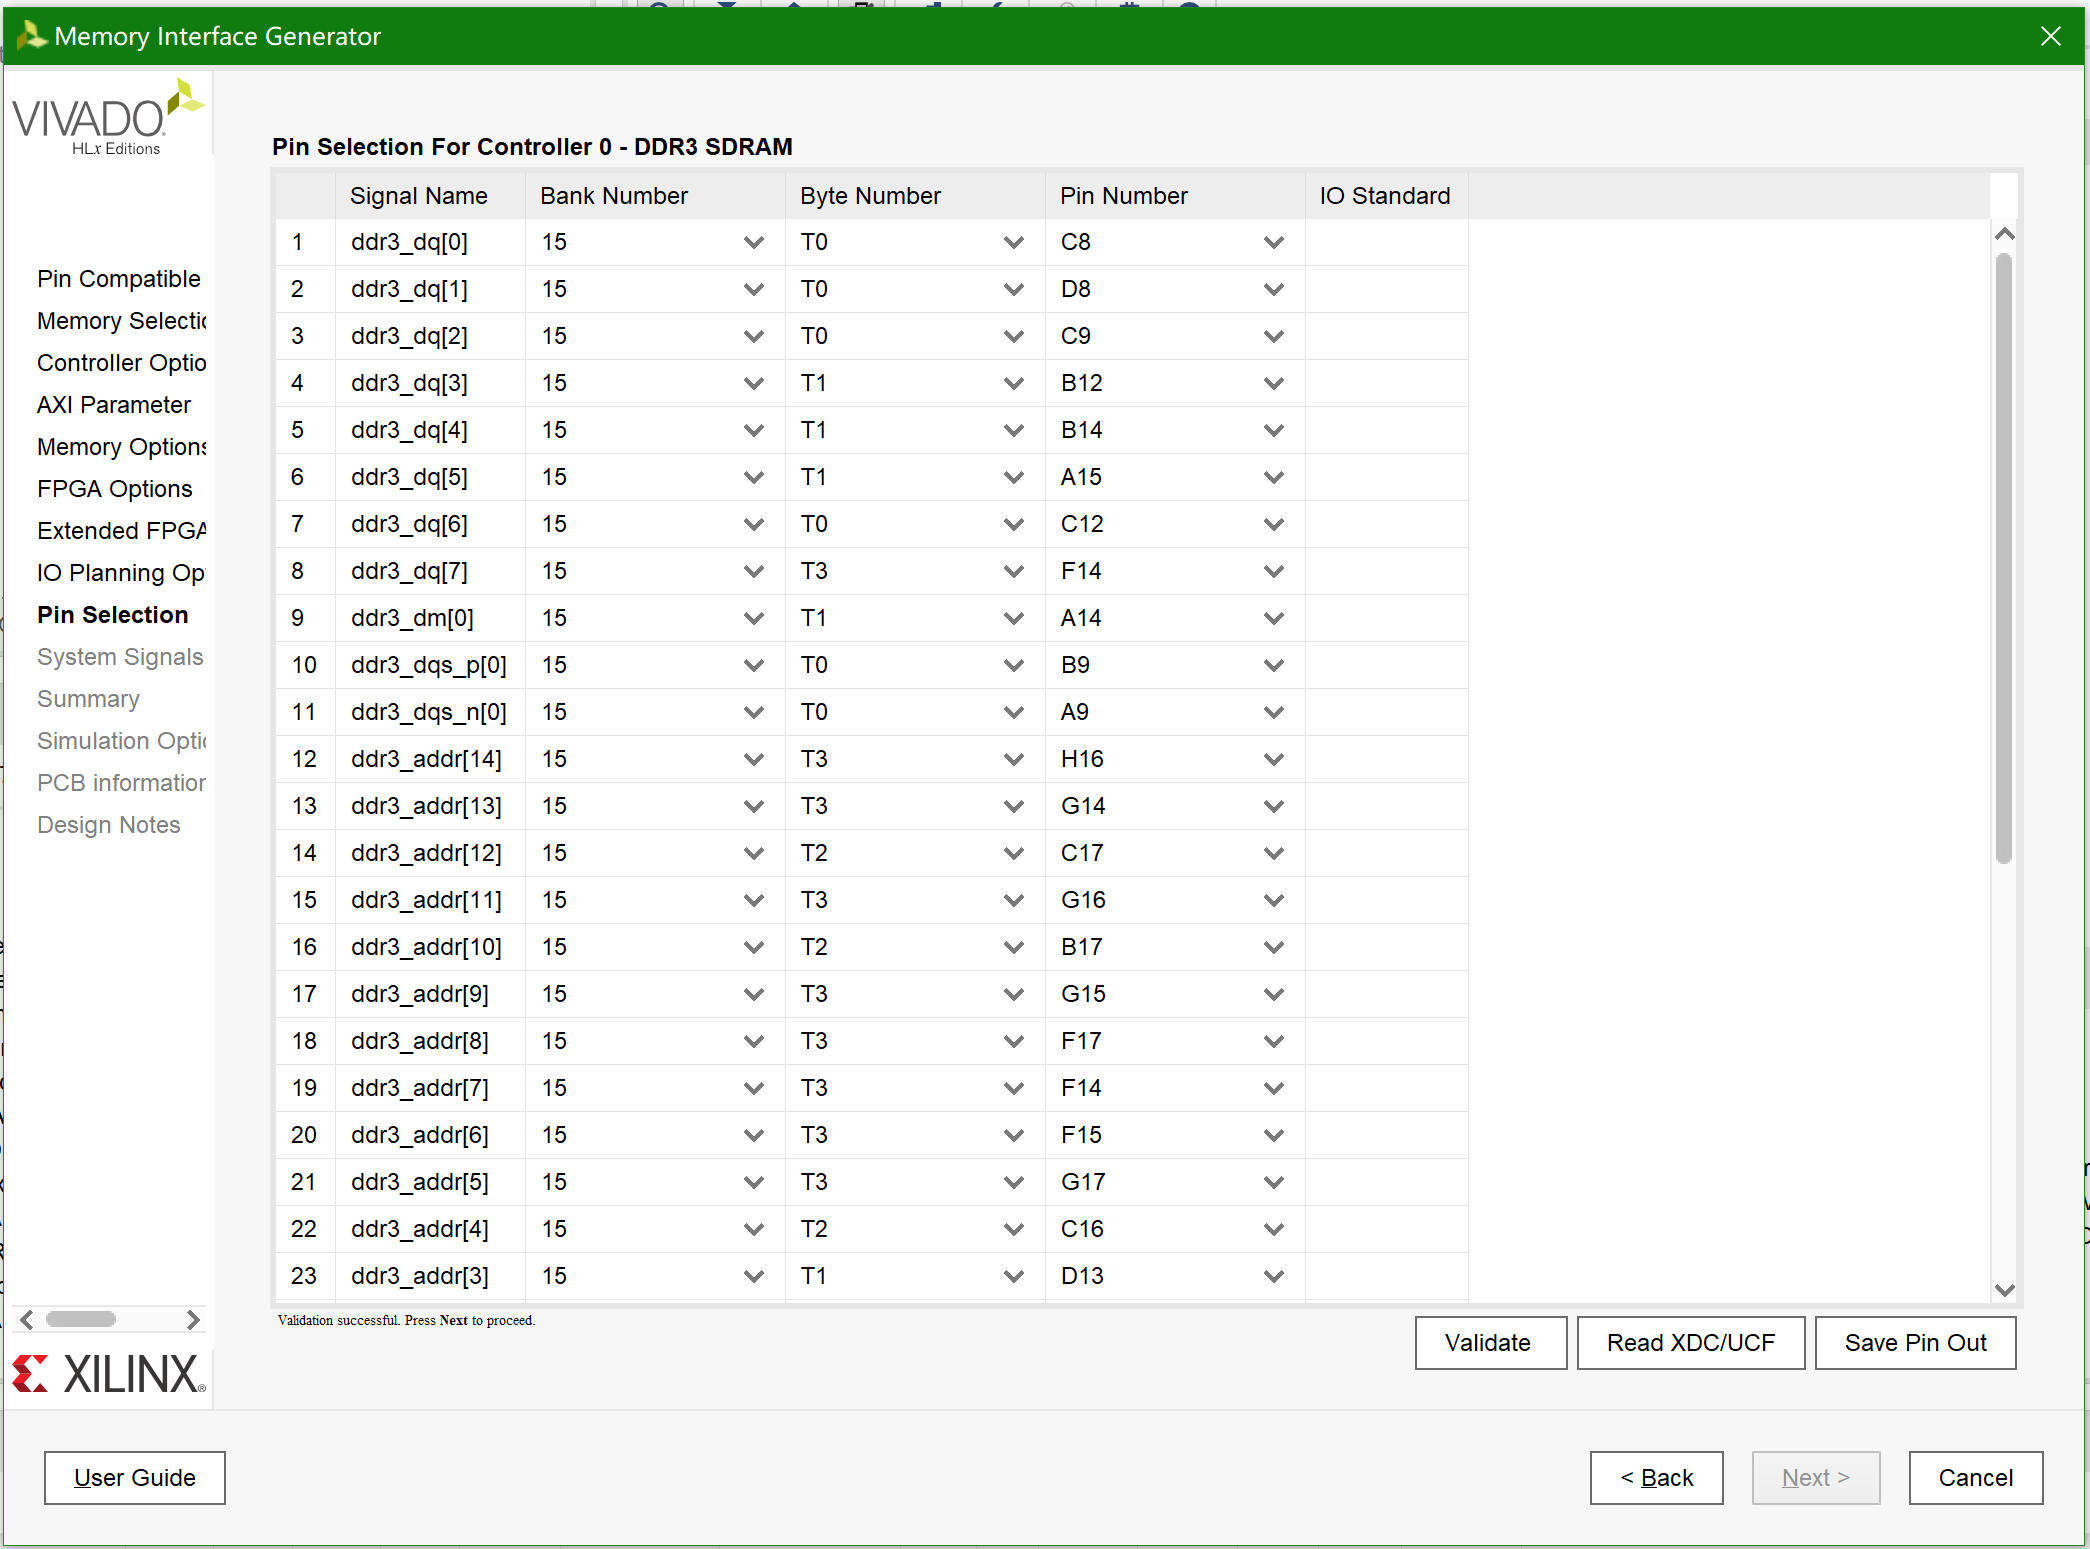 Memory Interface Generator
VIVADO.
HLx Editions
Pin Compatible
Memory Selectic
Controller Optio
AXI Parameter
Memory Options
FPGA Options
Extended FPGA
IO Planning Op
Pin Selection
System Signals
Summary
Simulation Optic
PCB information
Design Notes
XILINX®
Pin Selection For Controller 0 - DDR3 SDRAM
Signal Name Bank Number Byte Number Pin Number IO Standard
1 ddr3_dq[0] 15 T0 C8
2 ddr3_dq[1] 15 T0 D8
3 ddr3_dq[2] 15 T0 C9
4 ddr3_dq[3] 15 T1 B12
5 ddr3_dq[4] 15 T1 B14
6 ddr3_dq[5] 15 T1 A15
7 ddr3_dq[6] 15 T0 C12
8 ddr3_dq[7] 15 T3 F14
9 ddr3_dm[0] 15 T1 A14
10 ddr3_dqs_p[0] 15 T0 B9
11 ddr3_dqs_n[0] 15 T0 A9
12 ddr3_addr[14] 15 T3 H16
13 ddr3_addr[13] 15 T3 G14
14 ddr3_addr[12] 15 T2 C17
15 ddr3_addr[11] 15 T3 G16
16 ddr3_addr[10] 15 T2 B17
17 ddr3_addr[9] 15 T3 G15
18 ddr3_addr[8] 15 T3 F17
19 ddr3_addr[7] 15 T3 F14
20 ddr3_addr[6] 15 T3 F15
21 ddr3_addr[5] 15 T3 G17
22 ddr3_addr[4] 15 T2 C16
23 ddr3_addr[3] 15 T1 D13
Validation successful. Press Next to proceed.
Validate Read XDC/UCF Save Pin Out
User Guide < Back Next > Cancel